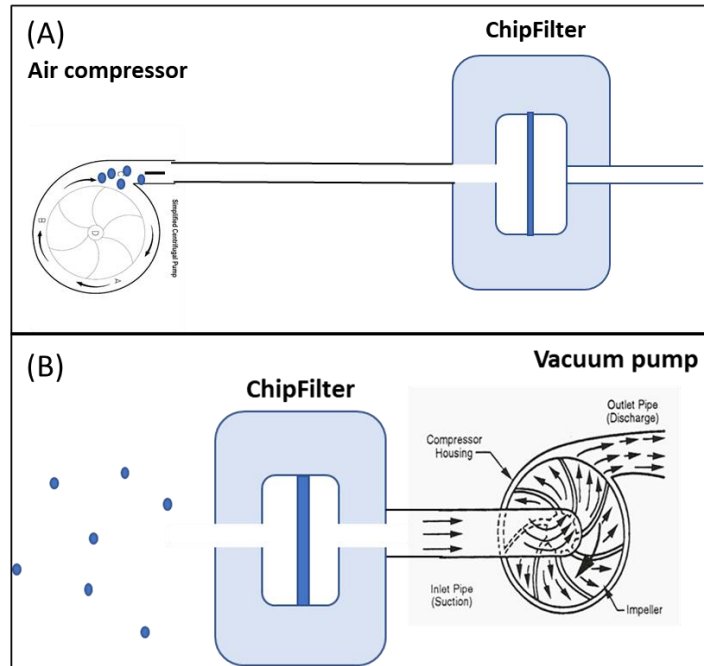 (A)
Air compressor
ChipFilter
Simplified Centrifugal Pump
A
B
C
D
(B)
ChipFilter
Vacuum pump
Outlet Pipe
(Discharge)
Compressor
Housing
Inlet Pipe
(Suction)
Impeller